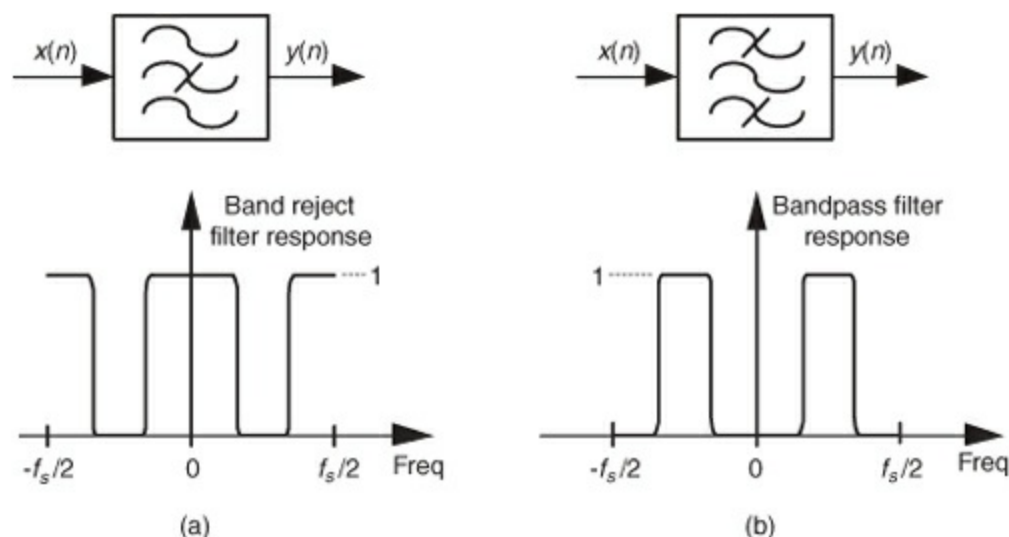 x(n)
y(n)
x(n)
y(n)
Band reject
filter response
1
-fs/2
0
fs/2
Freq
(a)
Bandpass filter
response
1
-fs/2
0
fs/2
Freq
(b)